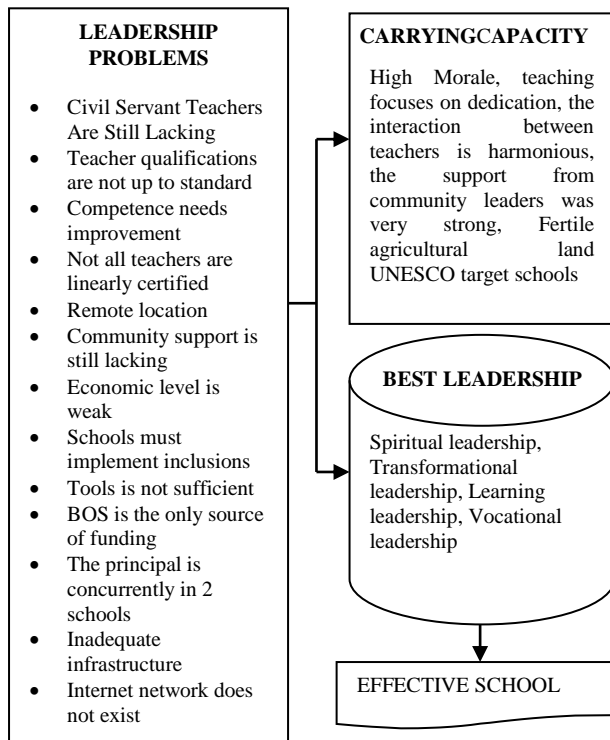 LEADERSHIP
PROBLEMS
• Civil Servant Teachers
Are Still Lacking
• Teacher qualifications
are not up to standard
• Competence needs
improvement
• Not all teachers are
linearly certified
• Remote location
• Community support is
still lacking
• Economic level is
weak
• Schools must
implement inclusions
• Tools is not sufficient
• BOS is the only source
of funding
• The principal is
concurrently in 2
schools
• Inadequate
infrastructure
• Internet network does
not exist
CARRYINGCAPACITY
High Morale, teaching
focuses on dedication, the
interaction between
teachers is harmonious,
the support from
community leaders was
very strong, Fertile
agricultural land
UNESCO target schools
BEST LEADERSHIP
Spiritual leadership,
Transformational
leadership, Learning
leadership, Vocational
leadership
EFFECTIVE SCHOOL